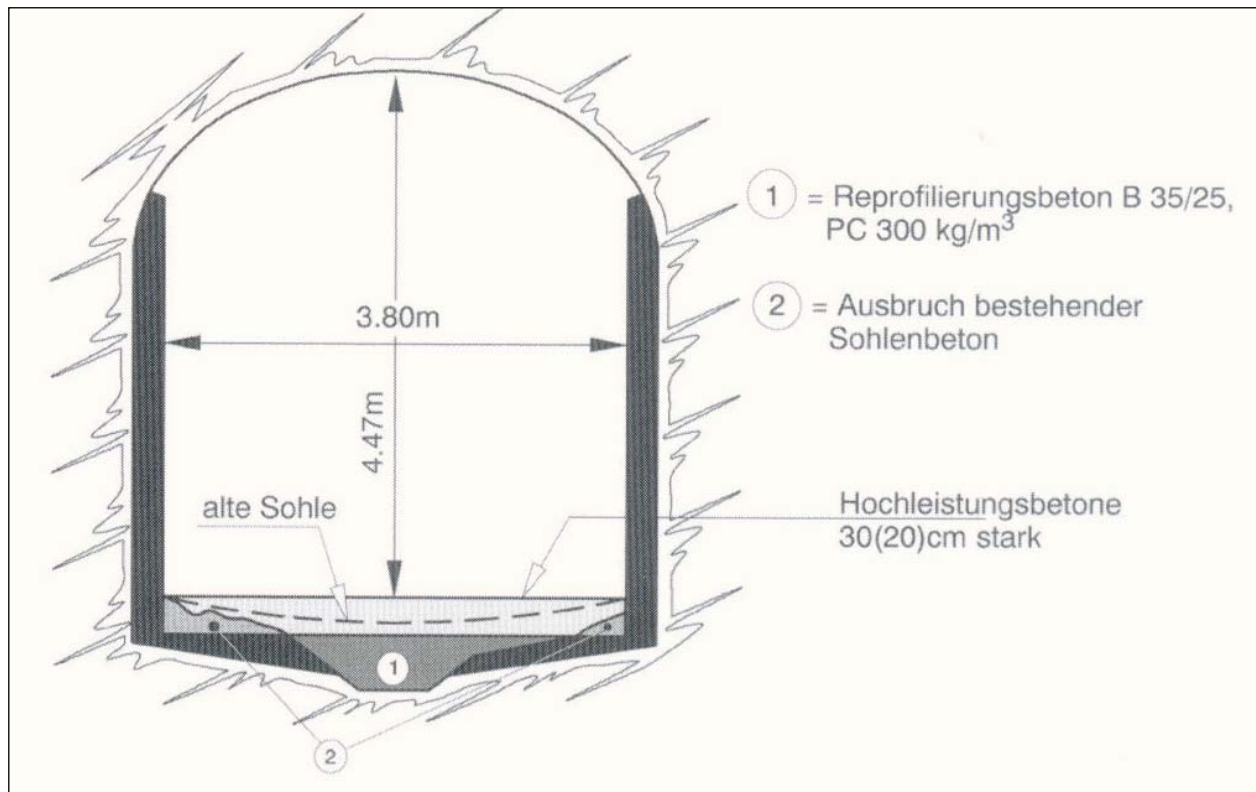 1 = Reprofilierungsbeton B 35/25,
PC 300 kg/m³
3.80m
2 = Ausbruch bestehender
Sohlenbeton
4.47m
alte Sohle
Hochleistungsbetone
30(20)cm stark
1
2